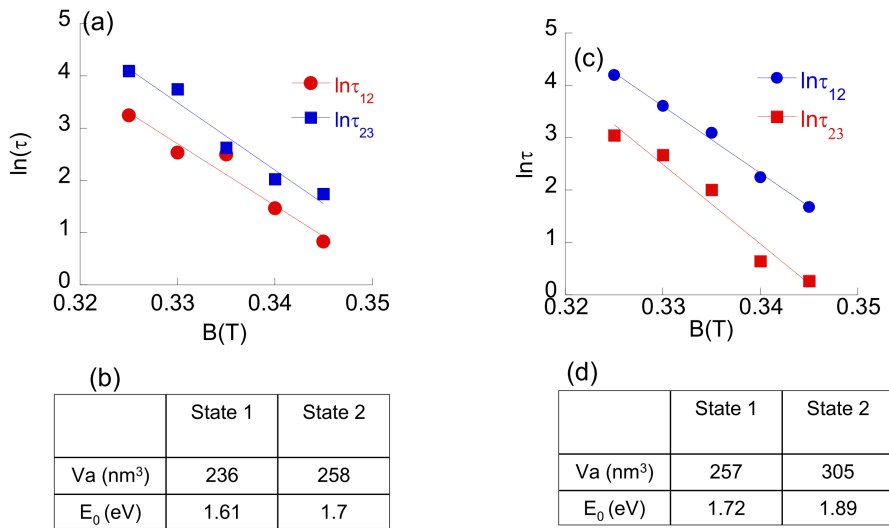 (a)
5
4
3
2
1
0
ln(τ)
lnτ12
lnτ23
0.32 0.33 0.34 0.35
B(T)
(b)
State 1 State 2
Va (nm³) 236 258
E0 (eV) 1.61 1.7
(c)
5
4
3
2
1
0
lnτ
lnτ12
lnτ23
0.32 0.33 0.34 0.35
B(T)
(d)
State 1 State 2
Va (nm³) 257 305
E0 (eV) 1.72 1.89